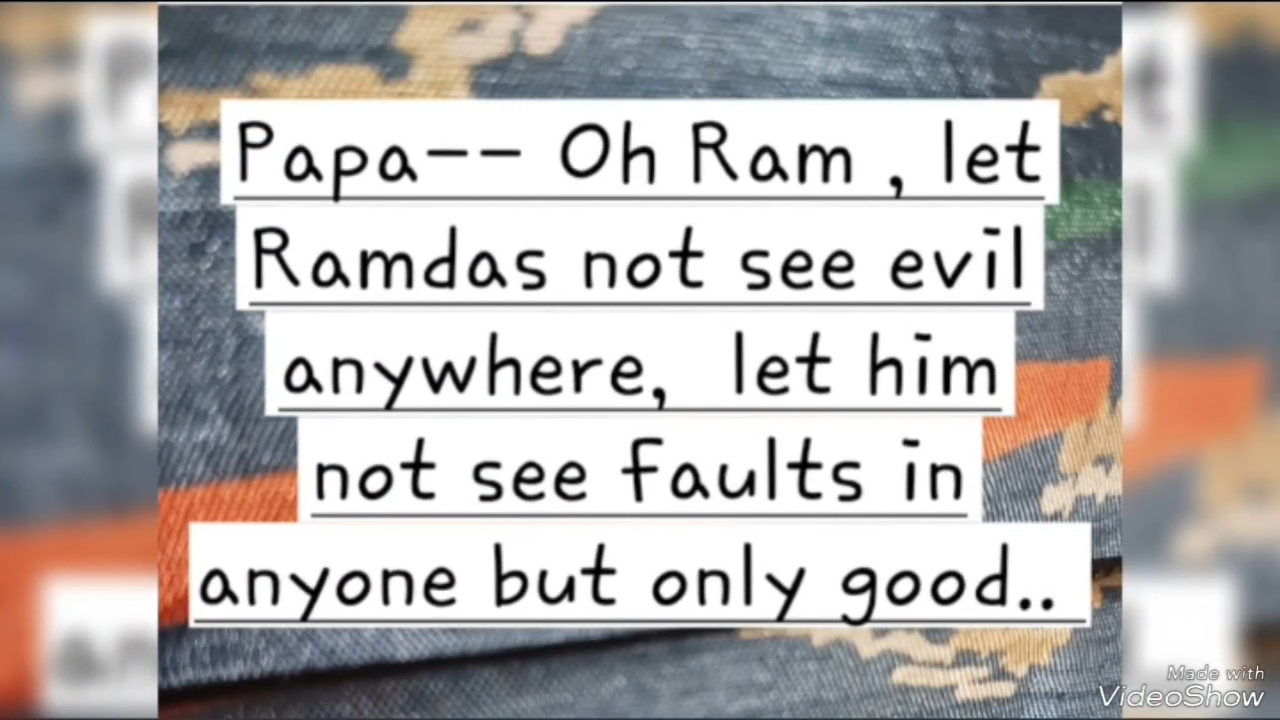 Papa-- Oh Ram , let
Ramdas not see evil
anywhere, let him
not see faults in
anyone but only good..
Made with
VideoShow